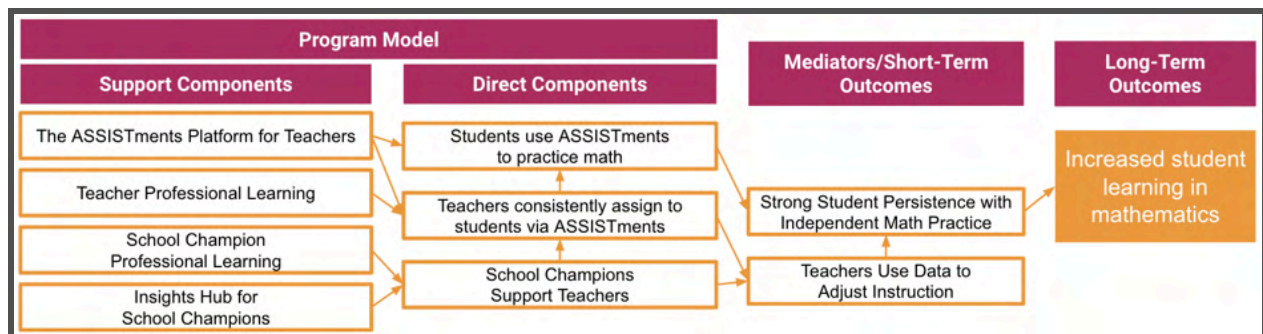 Program Model
Support Components
Direct Components
Mediators/Short-Term
Outcomes
Long-Term
Outcomes
The ASSISTments Platform for Teachers
Teacher Professional Learning
School Champion
Professional Learning
Insights Hub for
School Champions
Students use ASSISTments
to practice math
Teachers consistently assign to
students via ASSISTments
School Champions
Support Teachers
Strong Student Persistence with
Independent Math Practice
Teachers Use Data to
Adjust Instruction
Increased student
learning in
mathematics